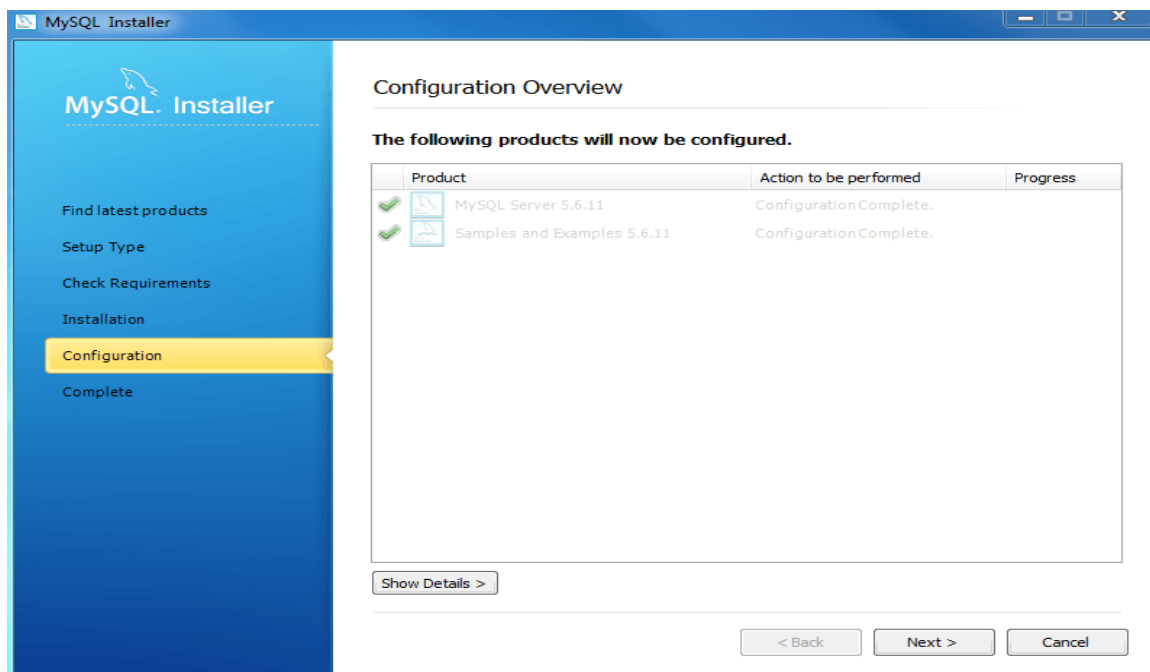 MySQL Installer
MySQL. Installer
Find latest products
Setup Type
Check Requirements
Installation
Configuration
Complete
Configuration Overview
The following products will now be configured.
Product Action to be performed Progress
MySQL Server 5.6.11 Configuration Complete.
Samples and Examples 5.6.11 Configuration Complete.
Show Details >
< Back Next > Cancel